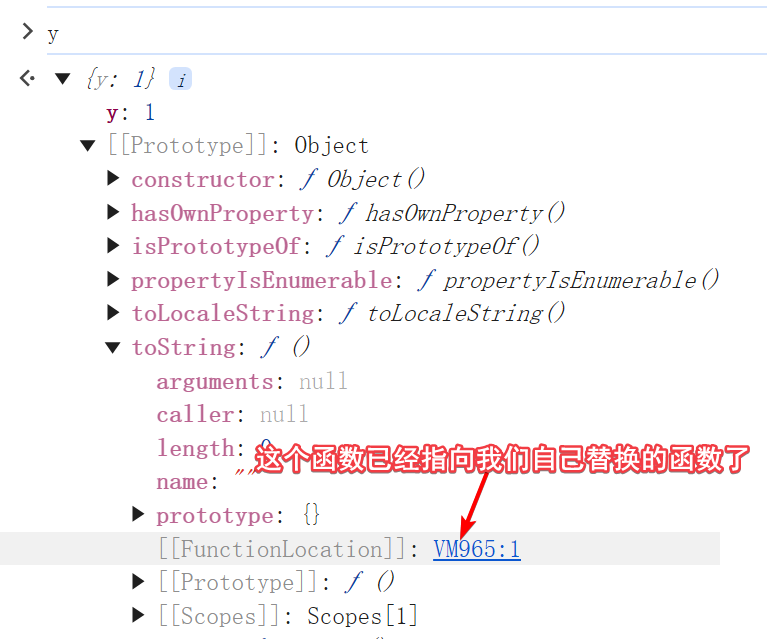 > y
{y: 1} i
y: 1
[[Prototype]]: Object
constructor: ƒ Object()
hasOwnProperty: ƒ hasOwnProperty()
isPrototypeOf: ƒ isPrototypeOf()
propertyIsEnumerable: ƒ propertyIsEnumerable()
toLocaleString: ƒ toLocaleString()
toString: ƒ ()
arguments: null
caller: null
length: 0
这个函数已经指向我们自己替换的函数了
name: ""
prototype: {}
[[FunctionLocation]]: VM965:1
[[Prototype]]: ƒ ()
[[Scopes]]: Scopes[1]